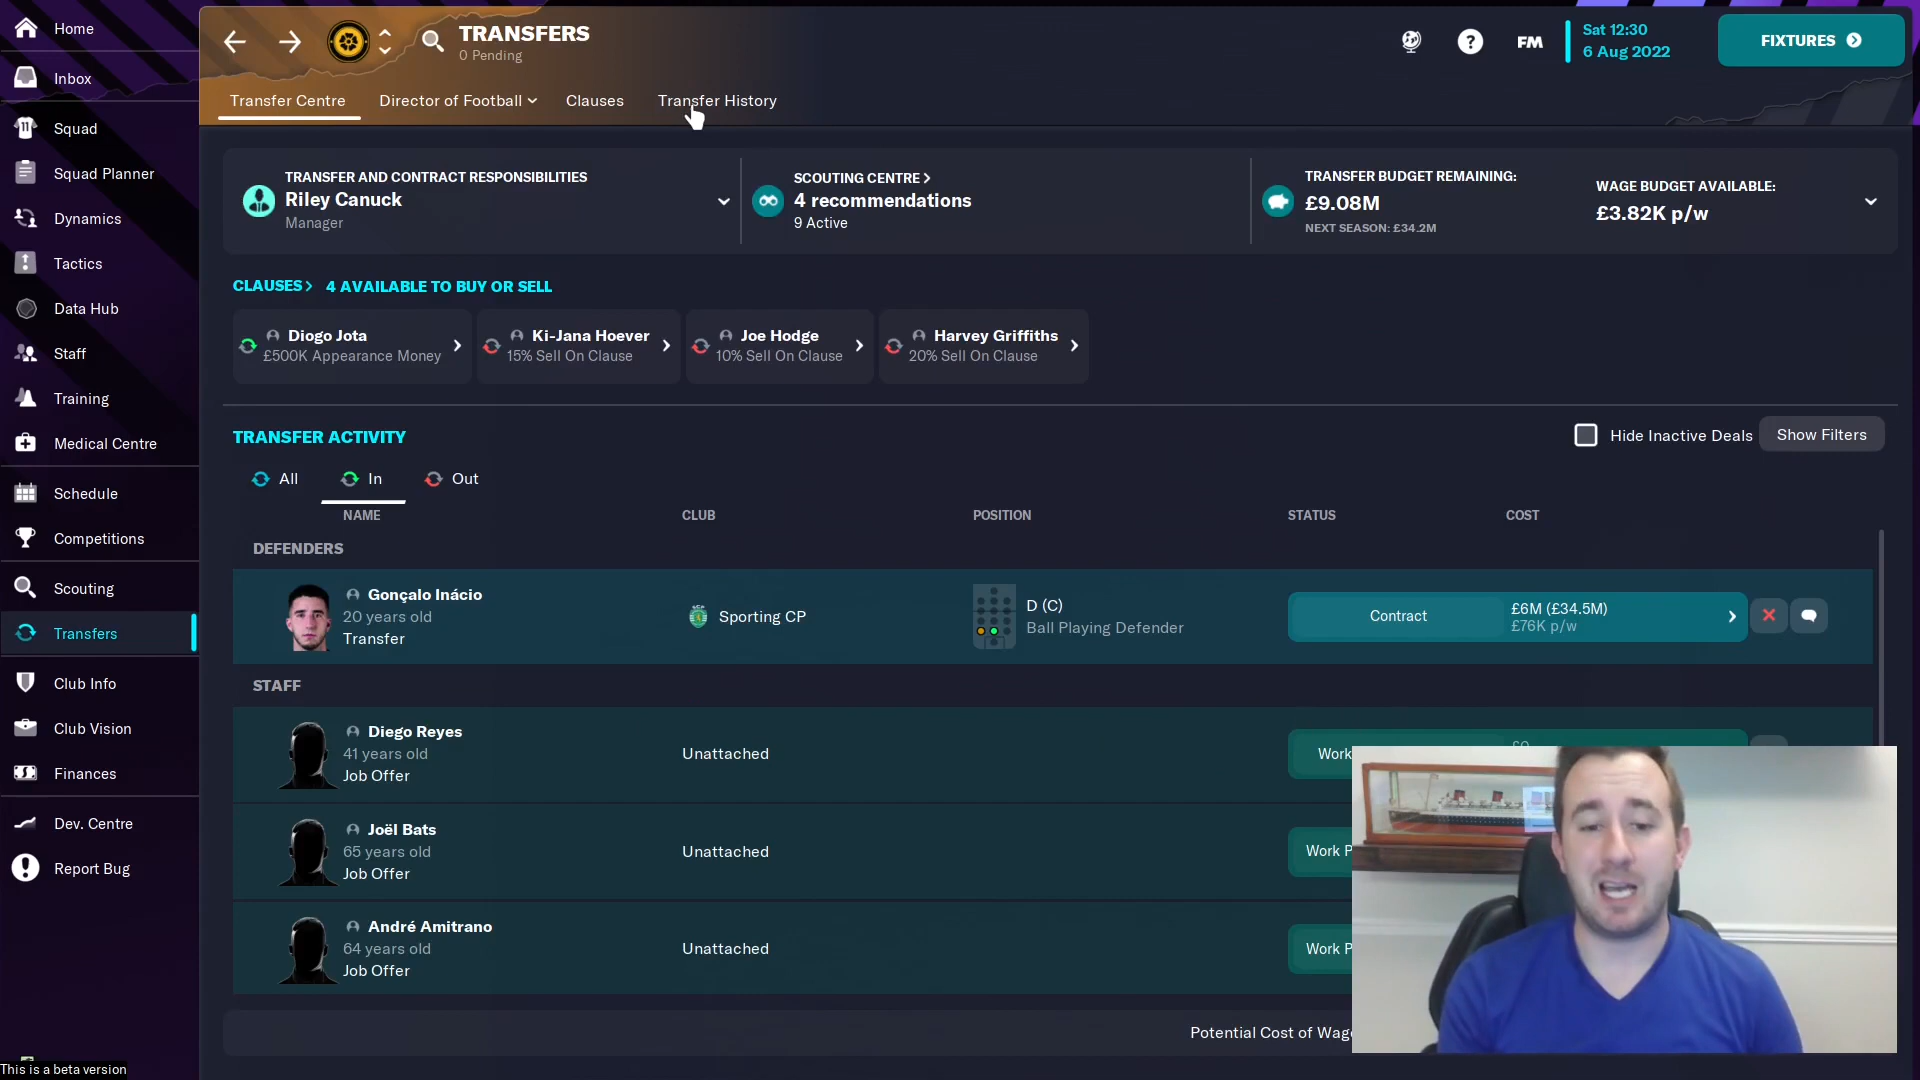 Home
Inbox
Squad
Squad Planner
Dynamics
Tactics
Data Hub
Staff
Training
Medical Centre
Schedule
Competitions
Scouting
Transfers
Club Info
Club Vision
Finances
Dev. Centre
Report Bug
This is a beta version
TRANSFERS
0 Pending
FM
Sat 12:30
6 Aug 2022
FIXTURES
Transfer Centre
Director of Football
Clauses
Transfer History
TRANSFER AND CONTRACT RESPONSIBILITIES
Riley Canuck
Manager
SCOUTING CENTRE
4 recommendations
9 Active
TRANSFER BUDGET REMAINING:
£9.08M
NEXT SEASON: £34.2M
WAGE BUDGET AVAILABLE:
£3.82K p/w
CLAUSES 4 AVAILABLE TO BUY OR SELL
Diogo Jota
£500K Appearance Money
Ki-Jana Hoever
15% Sell On Clause
Joe Hodge
10% Sell On Clause
Harvey Griffiths
20% Sell On Clause
TRANSFER ACTIVITY
Hide Inactive Deals
Show Filters
All
In
Out
NAME CLUB POSITION STATUS COST
DEFENDERS
Gonçalo Inácio
20 years old
Transfer
Sporting CP
D (C)
Ball Playing Defender
Contract
£6M (£34.5M)
£76K p/w
STAFF
Diego Reyes
41 years old
Job Offer
Unattached
Work
Joël Bats
65 years old
Job Offer
Unattached
Work P
André Amitrano
64 years old
Job Offer
Unattached
Work P
Potential Cost of Wage